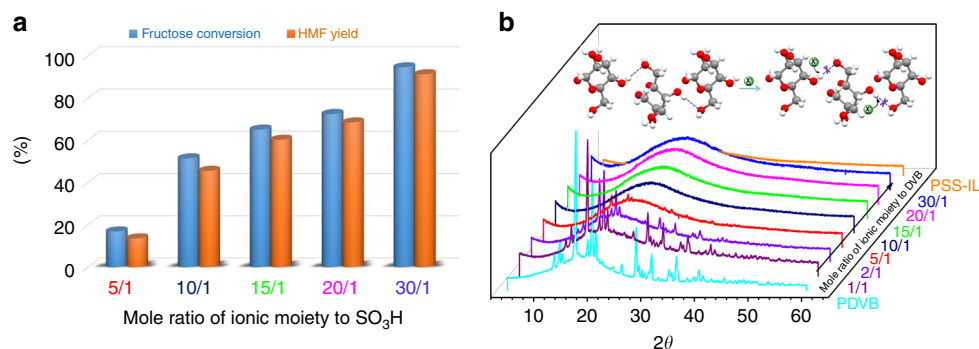 a
Fructose conversion HMF yield
100
80
60
40
20
0
(%)
5/1 10/1 15/1 20/1 30/1
Mole ratio of ionic moiety to SO₃H
b
X X X
PSS-IL
30/1
20/1
15/1
10/1
5/1
2/1
1/1
PDVB
Mole ratio of ionic moiety to DVB
10 20 30 40 50 60
2θ